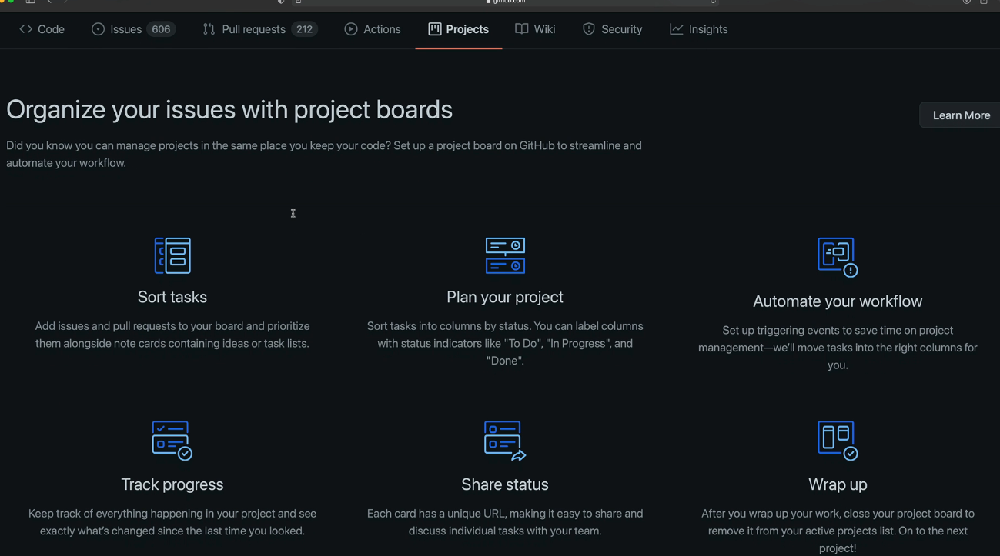 github.com
Code Issues 606 Pull requests 212 Actions Projects Wiki Security Insights
Organize your issues with project boards
Learn More
Did you know you can manage projects in the same place you keep your code? Set up a project board on GitHub to streamline and
automate your workflow.
Sort tasks
Add issues and pull requests to your board and prioritize
them alongside note cards containing ideas or task lists.
Plan your project
Sort tasks into columns by status. You can label columns
with status indicators like "To Do", "In Progress", and
"Done".
Automate your workflow
Set up triggering events to save time on project
management—we'll move tasks into the right columns for
you.
Track progress
Keep track of everything happening in your project and see
exactly what's changed since the last time you looked.
Share status
Each card has a unique URL, making it easy to share and
discuss individual tasks with your team.
Wrap up
After you wrap up your work, close your project board to
remove it from your active projects list. On to the next
project!